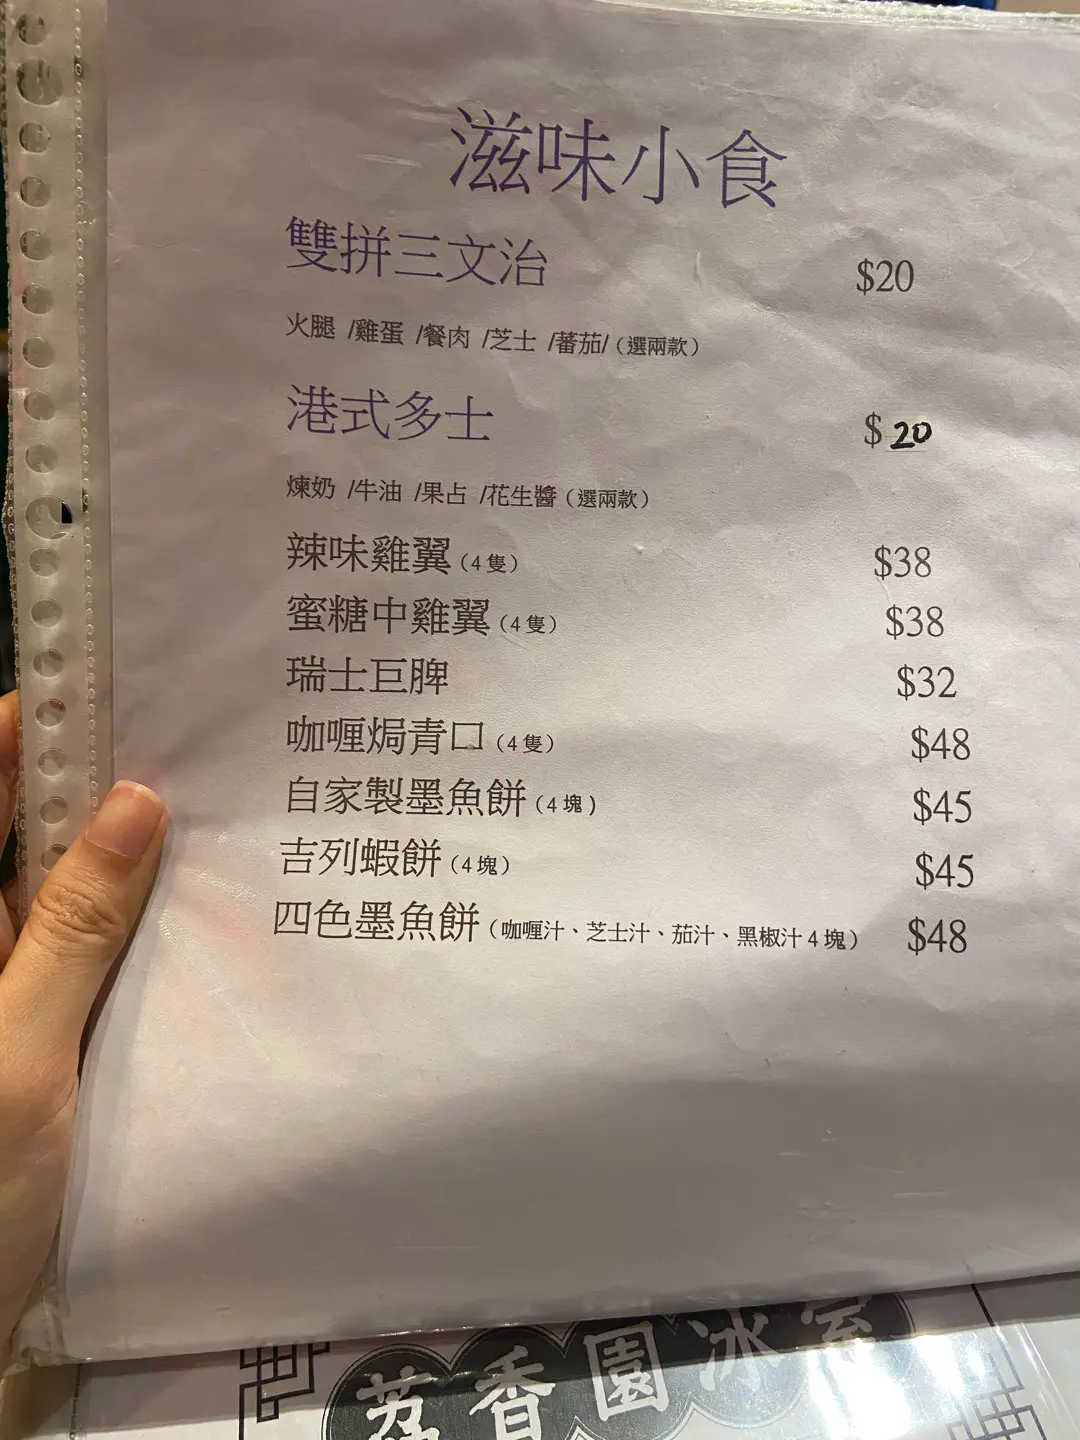 滋味小食
雙拼三文治 $20
火腿 /雞蛋 /餐肉 /芝士 /蕃茄/（選兩款）
港式多士 $20
煉奶 /牛油 /果占 /花生醬（選兩款）
辣味雞翼（4 隻） $38
蜜糖中雞翼（4 隻） $38
瑞士巨脾 $32
咖喱焗青口（4 隻） $48
自家製墨魚餅（4 塊） $45
吉列蝦餅（4 塊） $45
四色墨魚餅（咖喱汁、芝士汁、茄汁、黑椒汁 4 塊） $48
荔香園冰室